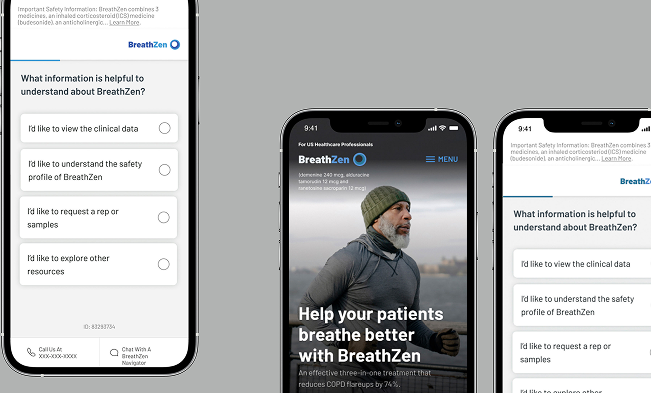 Important Safety Information: BreathZen combines 3
medicines, an inhaled corticosteroid (ICS) medicine
(budesonide), an anticholinergic... Learn More.
BreathZen
What information is helpful to
understand about BreathZen?
I'd like to view the clinical data
I'd like to understand the safety
profile of BreathZen
I'd like to request a rep or
samples
I'd like to explore other
resources
ID: 83293734
Call Us At
XXX-XXX-XXXX
Chat With A
BreathZen
Navigator
9:41
For US Healthcare Professionals
BreathZen
MENU
Help your patients
breathe better
with BreathZen
An effective three-in-one treatment that
reduces COPD flareups by 74%.
9:41
Important Safety Information: BreathZen combines 3
medicines, an inhaled corticosteroid (ICS) medicine
(budesonide), an anticholinergic... Learn More.
BreathZ
What information is helpful to
understand about BreathZen?
I'd like to view the clinical data
I'd like to understand the safety
profile of BreathZen
I'd like to request a rep or
samples
I'd like to explore other